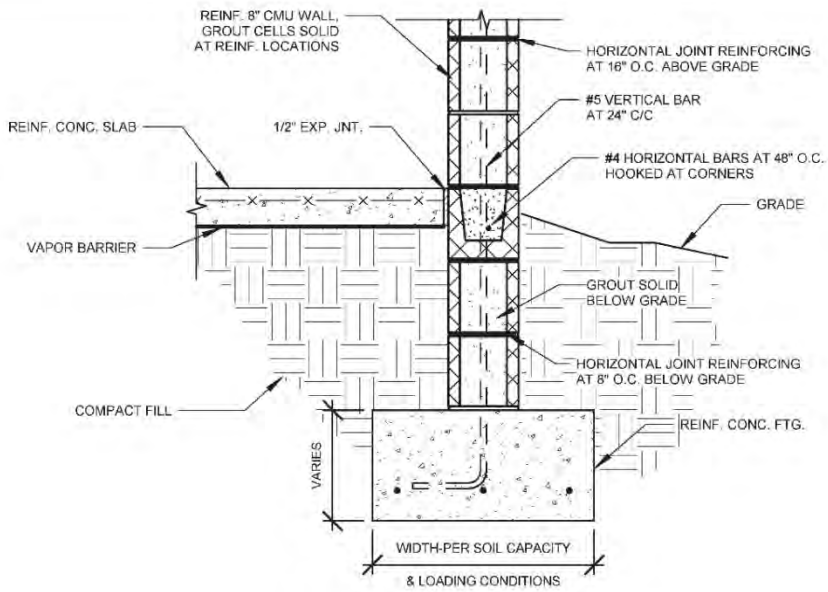 REINF. 8" CMU WALL,
GROUT CELLS SOLID
AT REINF. LOCATIONS
HORIZONTAL JOINT REINFORCING
AT 16" O.C. ABOVE GRADE
#5 VERTICAL BAR
AT 24" C/C
REINF. CONC. SLAB
1/2" EXP. JNT.
#4 HORIZONTAL BARS AT 48" O.C.
HOOKED AT CORNERS
GRADE
VAPOR BARRIER
GROUT SOLID
BELOW GRADE
HORIZONTAL JOINT REINFORCING
AT 8" O.C. BELOW GRADE
COMPACT FILL
REINF. CONC. FTG.
VARIES
WIDTH-PER SOIL CAPACITY
& LOADING CONDITIONS